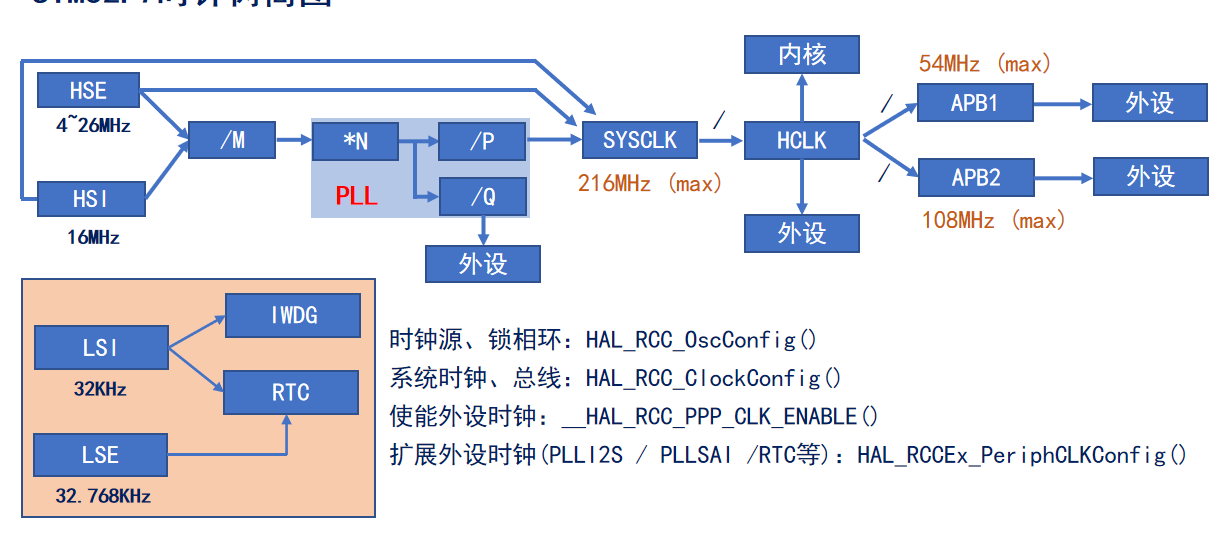 HSE
4~26MHz
HSI
16MHz
/M
*N
PLL
/P
/Q
外设
SYSCLK
216MHz (max)
/
内核
HCLK
外设
/
/
54MHz (max)
APB1
外设
APB2
外设
108MHz (max)
LSI
32KHz
LSE
32.768KHz
IWDG
RTC
时钟源、锁相环：HAL_RCC_OscConfig()
系统时钟、总线：HAL_RCC_ClockConfig()
使能外设时钟：__HAL_RCC_PPP_CLK_ENABLE()
扩展外设时钟(PLLI2S / PLLSAI /RTC等)：HAL_RCCEx_PeriphCLKConfig()